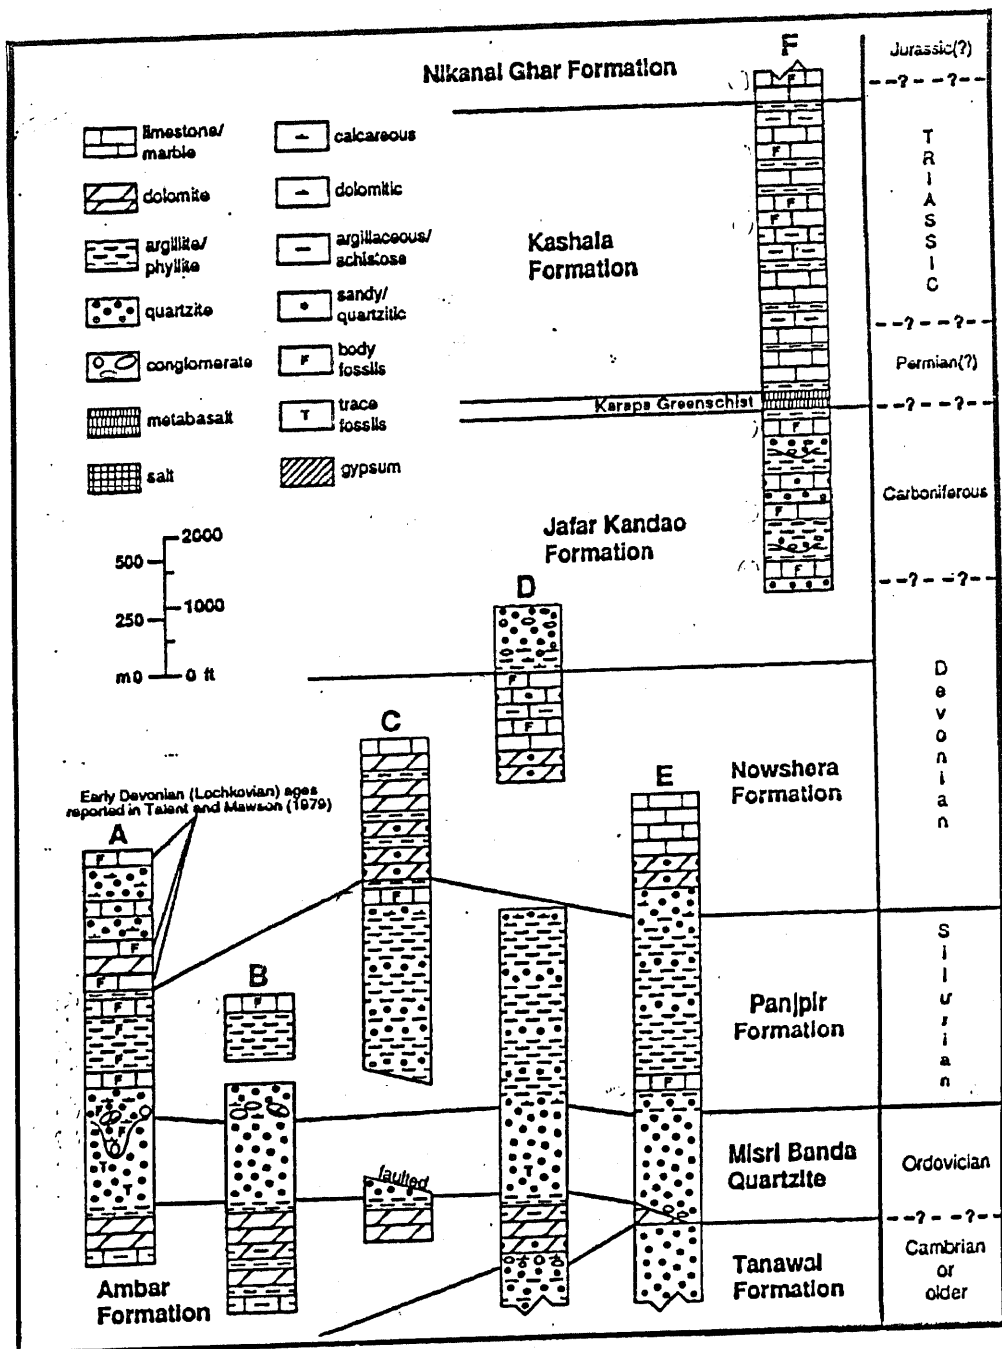 Nikanai Ghar Formation
F
Jurassic(?)
--?- --?-
limestone/
marble
calcareous
dolomite
dolomitic
argillite/
phyllite
argillaceous/
schistose
quartzite
sandy/
quartzitic
conglomerate
F
body
fossils
metabasalt
T
trace
fossils
salt
gypsum
Kashala
Formation
TRIASSIC
--?- --?-
Permian(?)
Karapa Greenschist
--?- --?-
Jafar Kandao
Formation
Carboniferous
--?- --?-
2000
500
1000
250
m0
0 ft
D
C
E
Nowshera
Formation
Devonian
Early Devonian (Lochkovian) ages
reported in Talent and Mawson (1979)
A
B
Panjpir
Formation
Silurian
faulted
Misri Banda
Quartzite
Ordovician
--?- --?-
Ambar
Formation
Tanawal
Formation
Cambrian
or
older